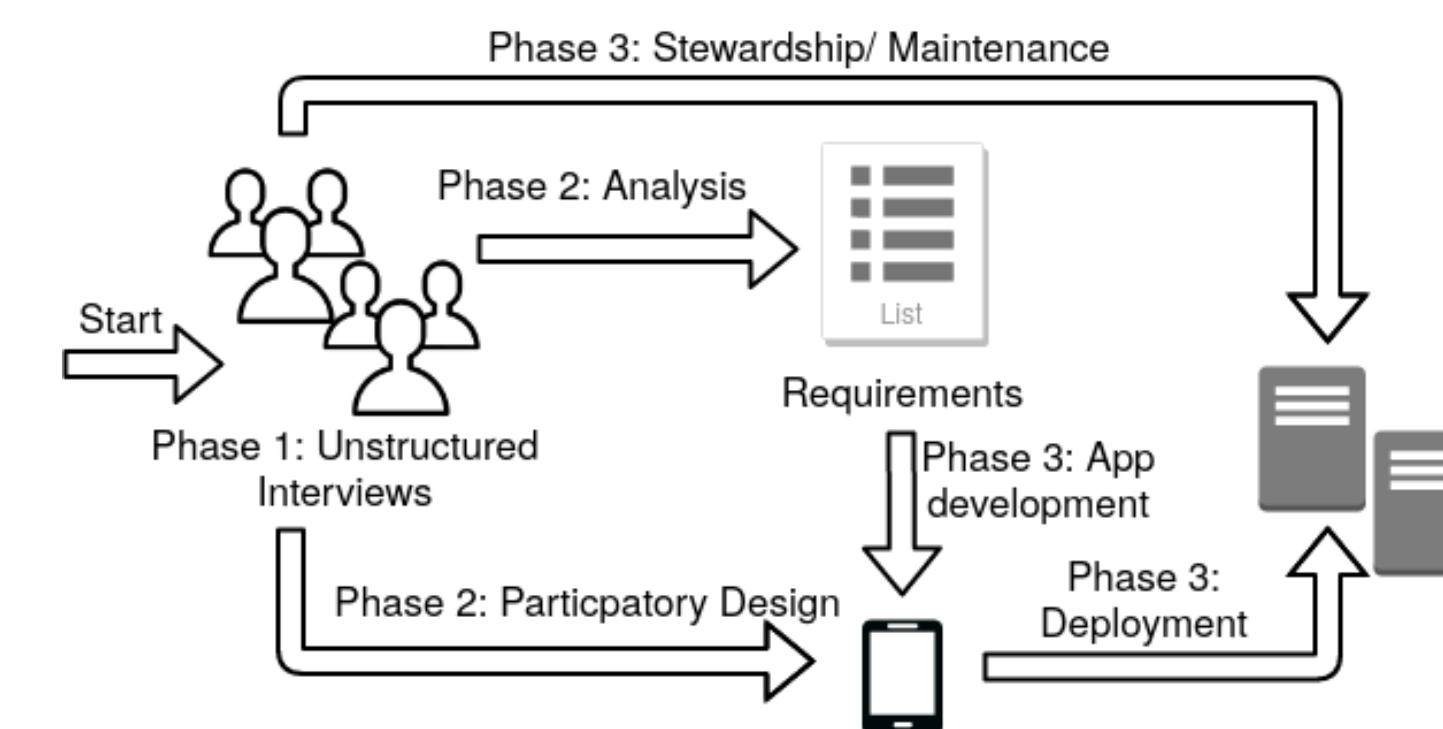 Phase 3: Stewardship/ Maintenance
Phase 2: Analysis
List
Start
Requirements
Phase 1: Unstructured
Interviews
Phase 3: App
development
Phase 2: Particpatory Design
Phase 3:
Deployment